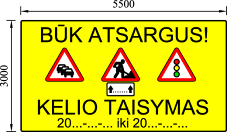 5500
3000
BŪK ATSARGUS!
KELIO TAISYMAS
20...-...-... iki 20...-...-...